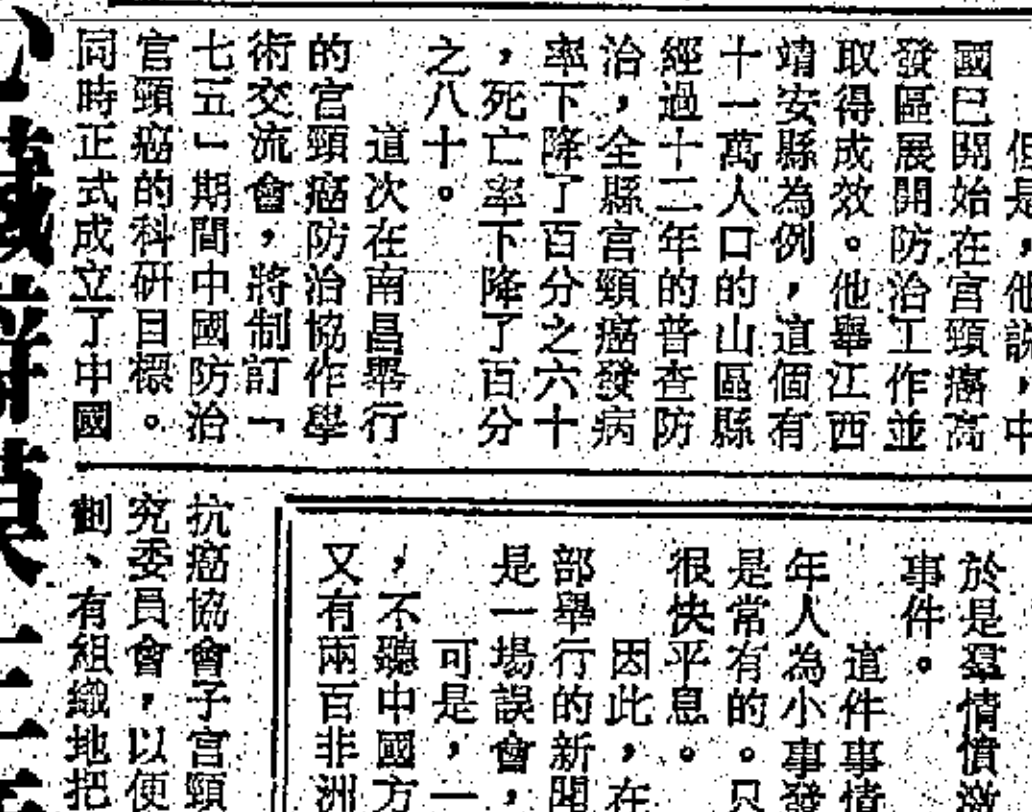 但是，他説，中
國已開始在宮頸癌高
發區展開防治工作並
取得成效。他舉江西
靖安縣為例，這個有
十一萬人口的山區縣
經過十二年的普查防
治，全縣宮頸癌發病
率下降了百分之六十
，死亡率下降了百分
之八十。
道次在南昌舉行
的宮頸癌防治協作學
術交流會，將制訂「
七五」期間中國防治
宮頸癌的科研目標。
同時正式成立了中國
抗癌協會子宮頸
究委員會，以便
劃、有組織地把
於是羣情憤激
事件。
這件事情
年人為小事發
是常有的。只
很快平息。
因此，在
部舉行的新聞
是一場誤會，
可是，一
，不聽中國方
又有兩百非洲
心臟